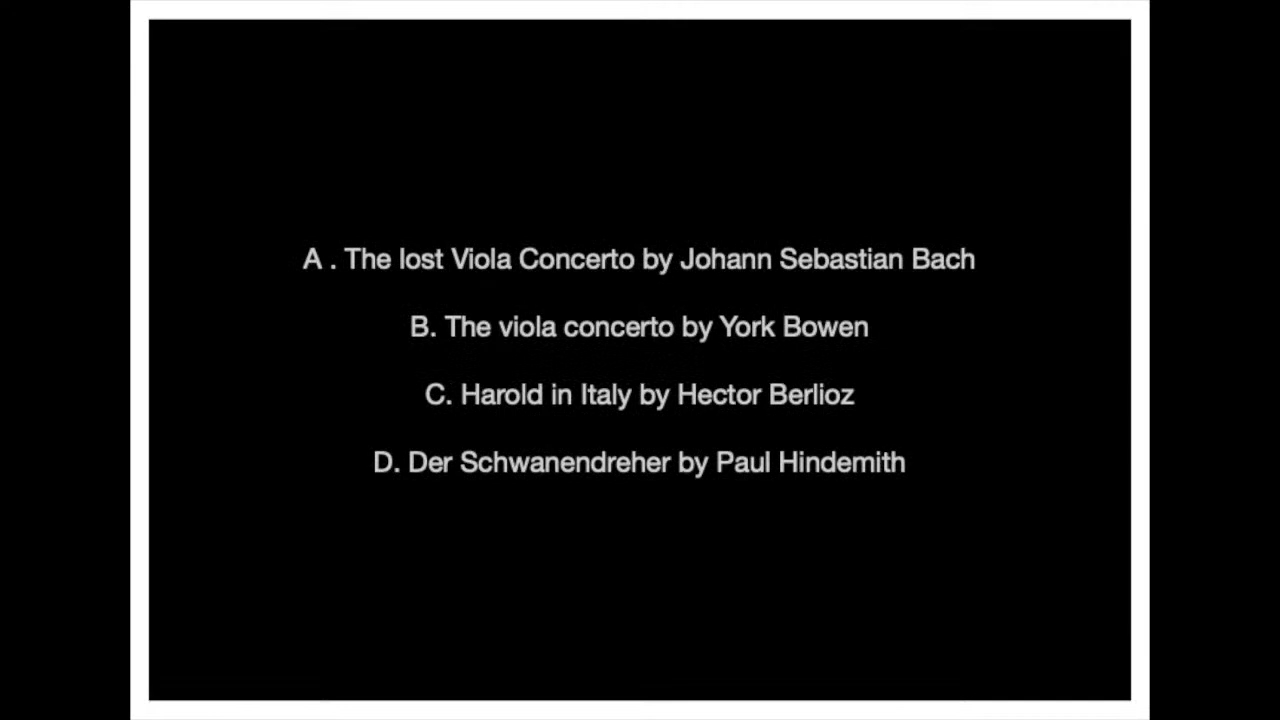 A . The lost Viola Concerto by Johann Sebastian Bach
B. The viola concerto by York Bowen
C. Harold in Italy by Hector Berlioz
D. Der Schwanendreher by Paul Hindemith